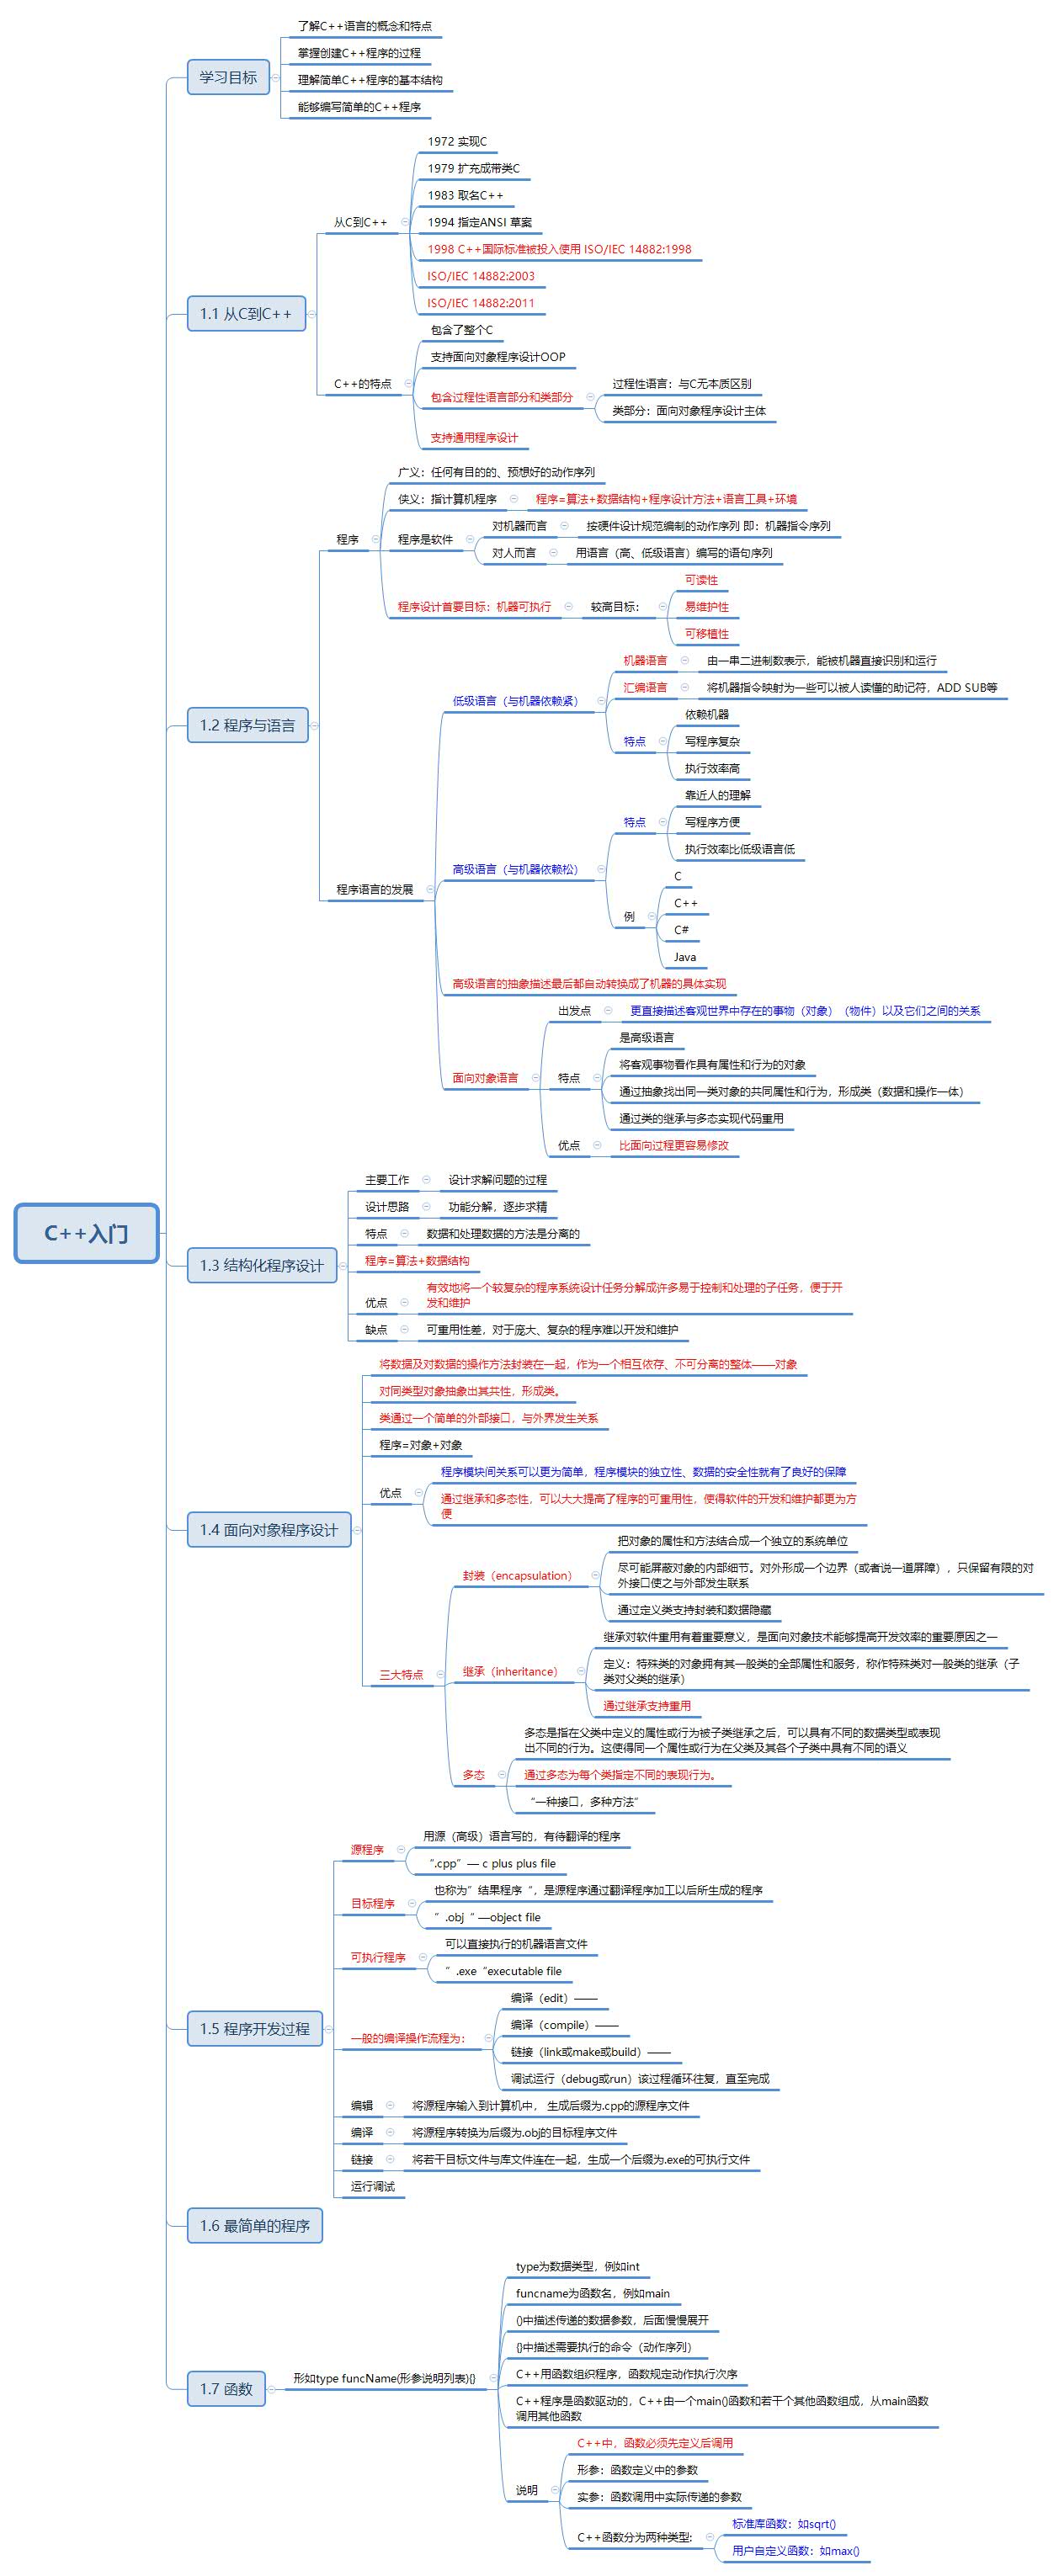 C++入门
学习目标
了解C++语言的概念和特点
掌握创建C++程序的过程
理解简单C++程序的基本结构
能够编写简单的C++程序
1.1 从C到C++
从C到C++
1972 实现C
1979 扩充成带类C
1983 取名C++
1994 指定ANSI 草案
1998 C++国际标准被投入使用 ISO/IEC 14882:1998
ISO/IEC 14882:2003
ISO/IEC 14882:2011
C++的特点
包含了整个C
支持面向对象程序设计OOP
包含过程性语言部分和类部分
过程性语言：与C无本质区别
类部分：面向对象程序设计主体
支持通用程序设计
1.2 程序与语言
程序
广义：任何有目的的、预想好的动作序列
侠义：指计算机程序
程序=算法+数据结构+程序设计方法+语言工具+环境
程序是软件
对机器而言
按硬件设计规范编制的动作序列 即：机器指令序列
对人而言
用语言（高、低级语言）编写的语句序列
程序设计首要目标：机器可执行
较高目标：
可读性
易维护性
可移植性
程序语言的发展
低级语言（与机器依赖紧）
机器语言
由一串二进制数表示，能被机器直接识别和运行
汇编语言
将机器指令映射为一些可以被人读懂的助记符，ADD SUB等
特点
依赖机器
写程序复杂
执行效率高
高级语言（与机器依赖松）
特点
靠近人的理解
写程序方便
执行效率比低级语言低
例
C
C++
C#
Java
高级语言的抽象描述最后都自动转换成了机器的具体实现
面向对象语言
出发点
更直接描述客观世界中存在的事物（对象）（物件）以及它们之间的关系
特点
是高级语言
将客观事物看作具有属性和行为的对象
通过抽象找出同一类对象的共同属性和行为，形成类（数据和操作一体）
通过类的继承与多态实现代码重用
优点
比面向过程更容易修改
1.3 结构化程序设计
主要工作
设计求解问题的过程
设计思路
功能分解，逐步求精
特点
数据和处理数据的方法是分离的
程序=算法+数据结构
优点
有效地将一个较复杂的程序系统设计任务分解成许多易于控制和处理的子任务，便于开
发和维护
缺点
可重用性差，对于庞大、复杂的程序难以开发和维护
1.4 面向对象程序设计
将数据及对数据的操作方法封装在一起，作为一个相互依存、不可分离的整体——对象
对同类型对象抽象出其共性，形成类。
类通过一个简单的外部接口，与外界发生关系
程序=对象+对象
优点
程序模块间关系可以更为简单，程序模块的独立性、数据的安全性就有了良好的保障
通过继承和多态性，可以大大提高了程序的可重用性，使得软件的开发和维护都更为方
便
三大特点
封装（encapsulation）
把对象的属性和方法结合成一个独立的系统单位
尽可能屏蔽对象的内部细节。对外形成一个边界（或者说一道屏障），只保留有限的对
外接口使之与外部发生联系
通过定义类支持封装和数据隐藏
继承（inheritance）
继承对软件重用有着重要意义，是面向对象技术能够提高开发效率的重要原因之一
定义：特殊类的对象拥有其一般类的全部属性和服务，称作特殊类对一般类的继承（子
类对父类的继承）
通过继承支持重用
多态
多态是指在父类中定义的属性或行为被子类继承之后，可以具有不同的数据类型或表现
出不同的行为。这使得同一个属性或行为在父类及其各个子类中具有不同的语义
通过多态为每个类指定不同的表现行为。
“一种接口，多种方法”
1.5 程序开发过程
源程序
用源（高级）语言写的，有待翻译的程序
“.cpp”— c plus plus file
目标程序
也称为”结果程序“，是源程序通过翻译程序加工以后所生成的程序
”.obj “—object file
可执行程序
可以直接执行的机器语言文件
”.exe“executable file
一般的编译操作流程为：
编译（edit）——
编译（compile）——
链接（link或make或build）——
调试运行（debug或run）该过程循环往复，直至完成
编辑
将源程序输入到计算机中， 生成后缀为.cpp的源程序文件
编译
将源程序转换为后缀为.obj的目标程序文件
链接
将若干目标文件与库文件连在一起，生成一个后缀为.exe的可执行文件
运行调试
1.6 最简单的程序
1.7 函数
形如type funcName(形参说明列表){}
type为数据类型，例如int
funcname为函数名，例如main
()中描述传递的数据参数，后面慢慢展开
{}中描述需要执行的命令（动作序列）
C++用函数组织程序，函数规定动作执行次序
C++程序是函数驱动的，C++由一个main()函数和若干个其他函数组成，从main函数
调用其他函数
说明
C++中，函数必须先定义后调用
形参：函数定义中的参数
实参：函数调用中实际传递的参数
C++函数分为两种类型:
标准库函数：如sqrt()
用户自定义函数：如max()